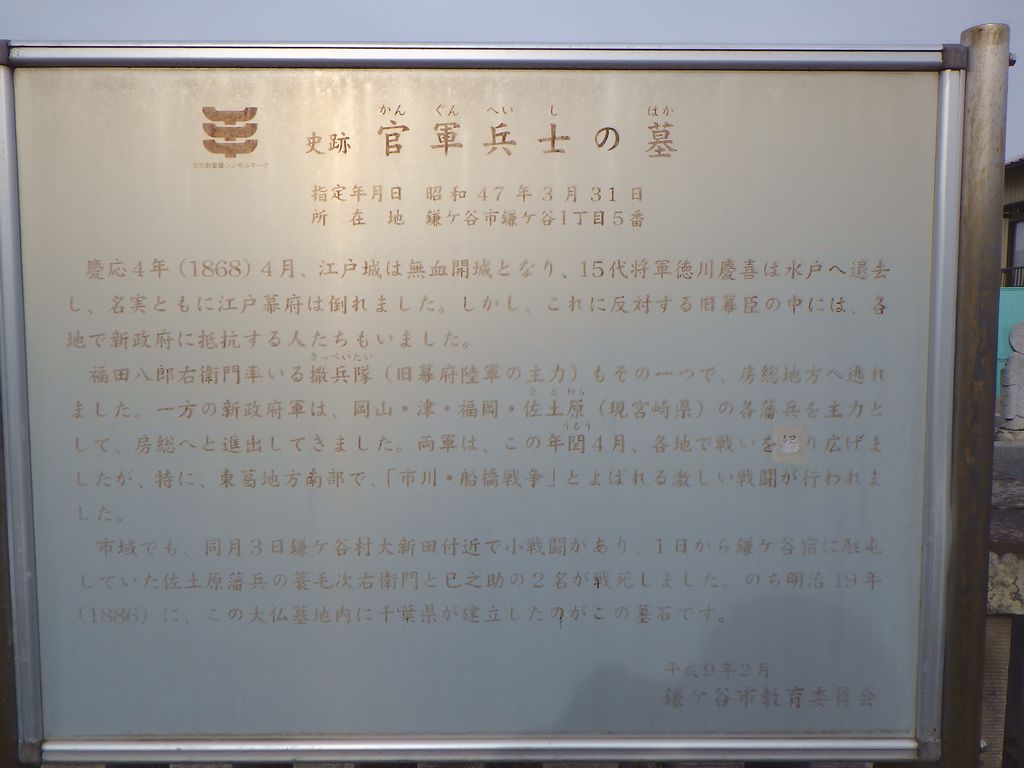 かん ぐん へい し はか
史跡 官軍兵士の墓
文化財愛護シンボルマーク
指定年月日 昭和47年3月31日
所在地 鎌ケ谷市鎌ケ谷1丁目5番
慶応4年(1868)4月、江戸城は無血開城となり、15代将軍徳川慶喜は水戸へ退去
し、名実ともに江戸幕府は倒れました。しかし、これに反対する旧幕臣の中には、各
地で新政府に抵抗する人たちもいました。
さっぺいたい
福田八郎右衛門率いる撒兵隊(旧幕府陸軍の主力)もその一つで、房総地方へ逃れ
さどわら
ました。一方の新政府軍は、岡山・津・福岡・佐土原(現宮崎県)の各藩兵を主力と
うるう
して、房総へと進出してきました。両軍は、この年閏4月、各地で戦いを繰り広げま
したが、特に、東葛地方南部で、「市川・船橋戦争」とよばれる激しい戦闘が行われま
した。
市域でも、同月3日鎌ケ谷村大新田付近で小戦闘があり、1日から鎌ケ谷宿に駐屯
していた佐土原藩兵の簑毛次右衛門と巳之助の2名が戦死しました。のち明治19年
(1886)に、この大仏墓地内に千葉県が建立したのがこの墓石です。
平成9年2月
鎌ケ谷市教育委員会